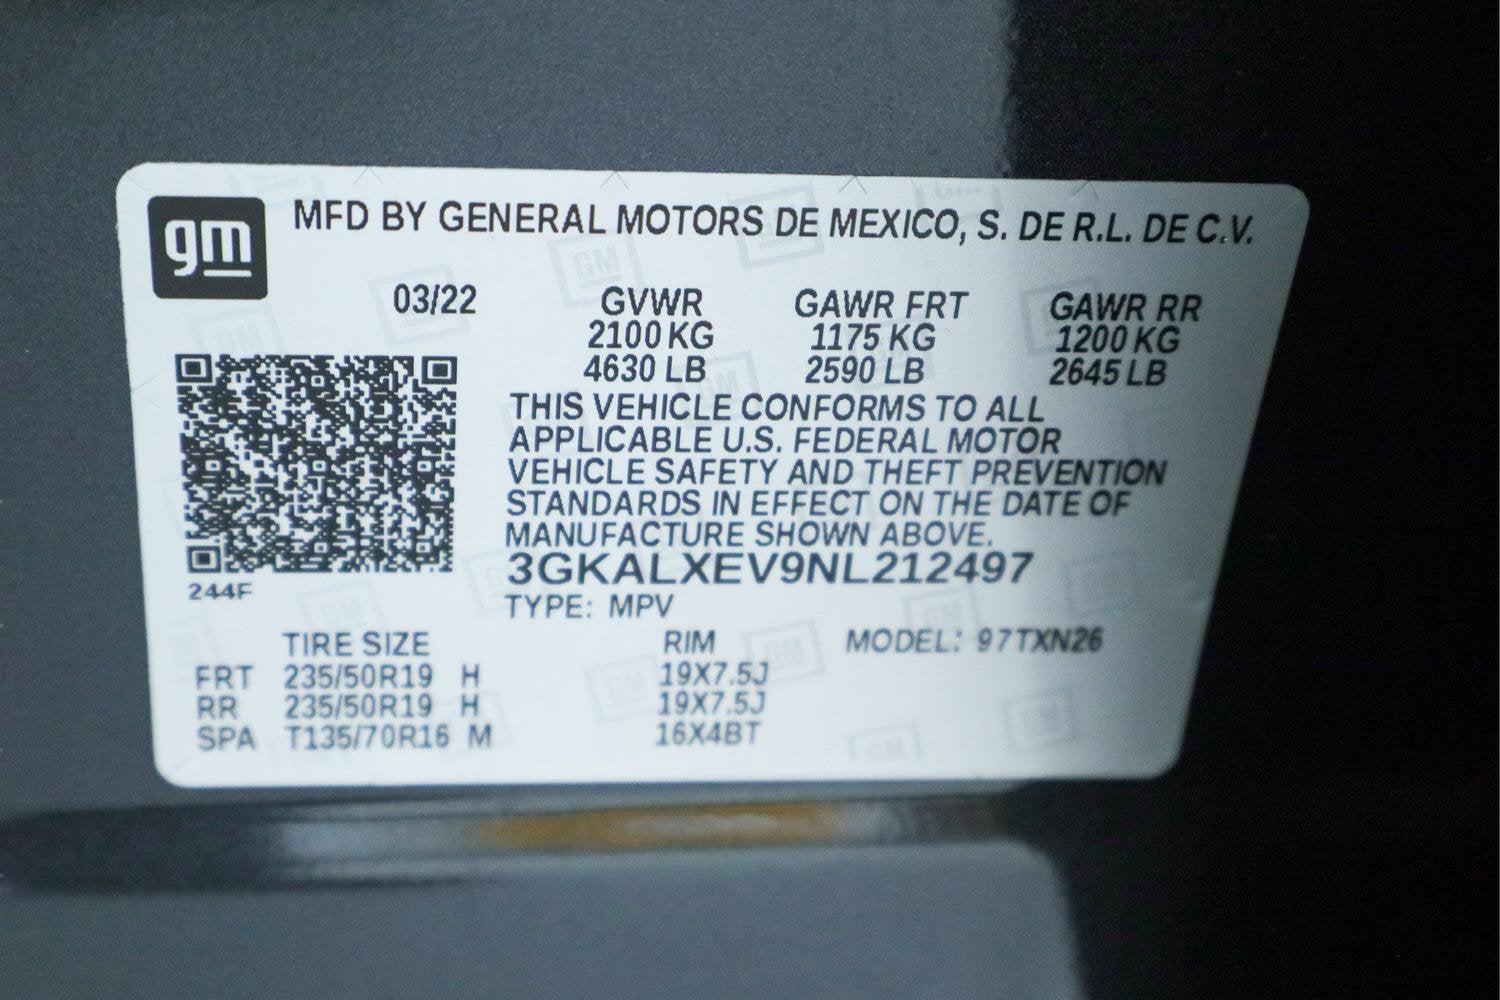 gm
MFD BY GENERAL MOTORS DE MEXICO, S. DE R.L. DE C.V.
03/22 GVWR GAWR FRT GAWR RR
2100 KG 1175 KG 1200 KG
4630 LB 2590 LB 2645 LB
THIS VEHICLE CONFORMS TO ALL
APPLICABLE U.S. FEDERAL MOTOR
VEHICLE SAFETY AND THEFT PREVENTION
STANDARDS IN EFFECT ON THE DATE OF
MANUFACTURE SHOWN ABOVE.
3GKALXEV9NL212497
244F
TYPE: MPV
TIRE SIZE RIM MODEL: 97TXN26
FRT 235/50R19 H 19X7.5J
RR 235/50R19 H 19X7.5J
SPA T135/70R16 M 16X4BT